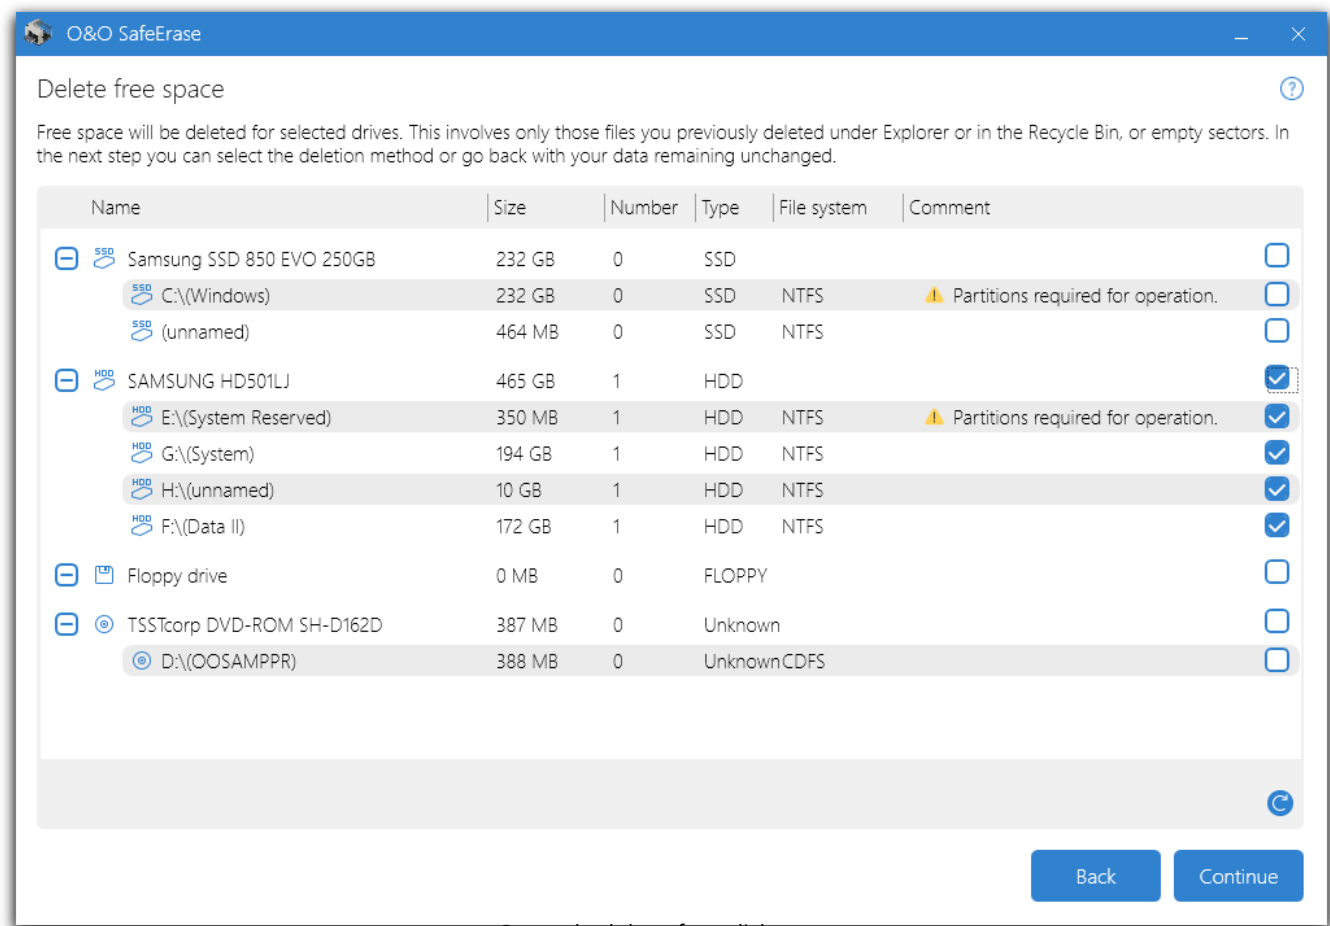 O&O SafeErase
Delete free space
Free space will be deleted for selected drives. This involves only those files you previously deleted under Explorer or in the Recycle Bin, or empty sectors. In
the next step you can select the deletion method or go back with your data remaining unchanged.
Name Size Number Type File system Comment
SSD Samsung SSD 850 EVO 250GB 232 GB 0 SSD
SSD C:\(Windows) 232 GB 0 SSD NTFS Partitions required for operation.
SSD (unnamed) 464 MB 0 SSD NTFS
HDD SAMSUNG HD501LJ 465 GB 1 HDD
HDD E:\(System Reserved) 350 MB 1 HDD NTFS Partitions required for operation.
HDD G:\(System) 194 GB 1 HDD NTFS
HDD H:\(unnamed) 10 GB 1 HDD NTFS
HDD F:\(Data II) 172 GB 1 HDD NTFS
Floppy drive 0 MB 0 FLOPPY
TSSTcorp DVD-ROM SH-D162D 387 MB 0 Unknown
D:\(OOSAMPPR) 388 MB 0 Unknown CDFS
Back Continue